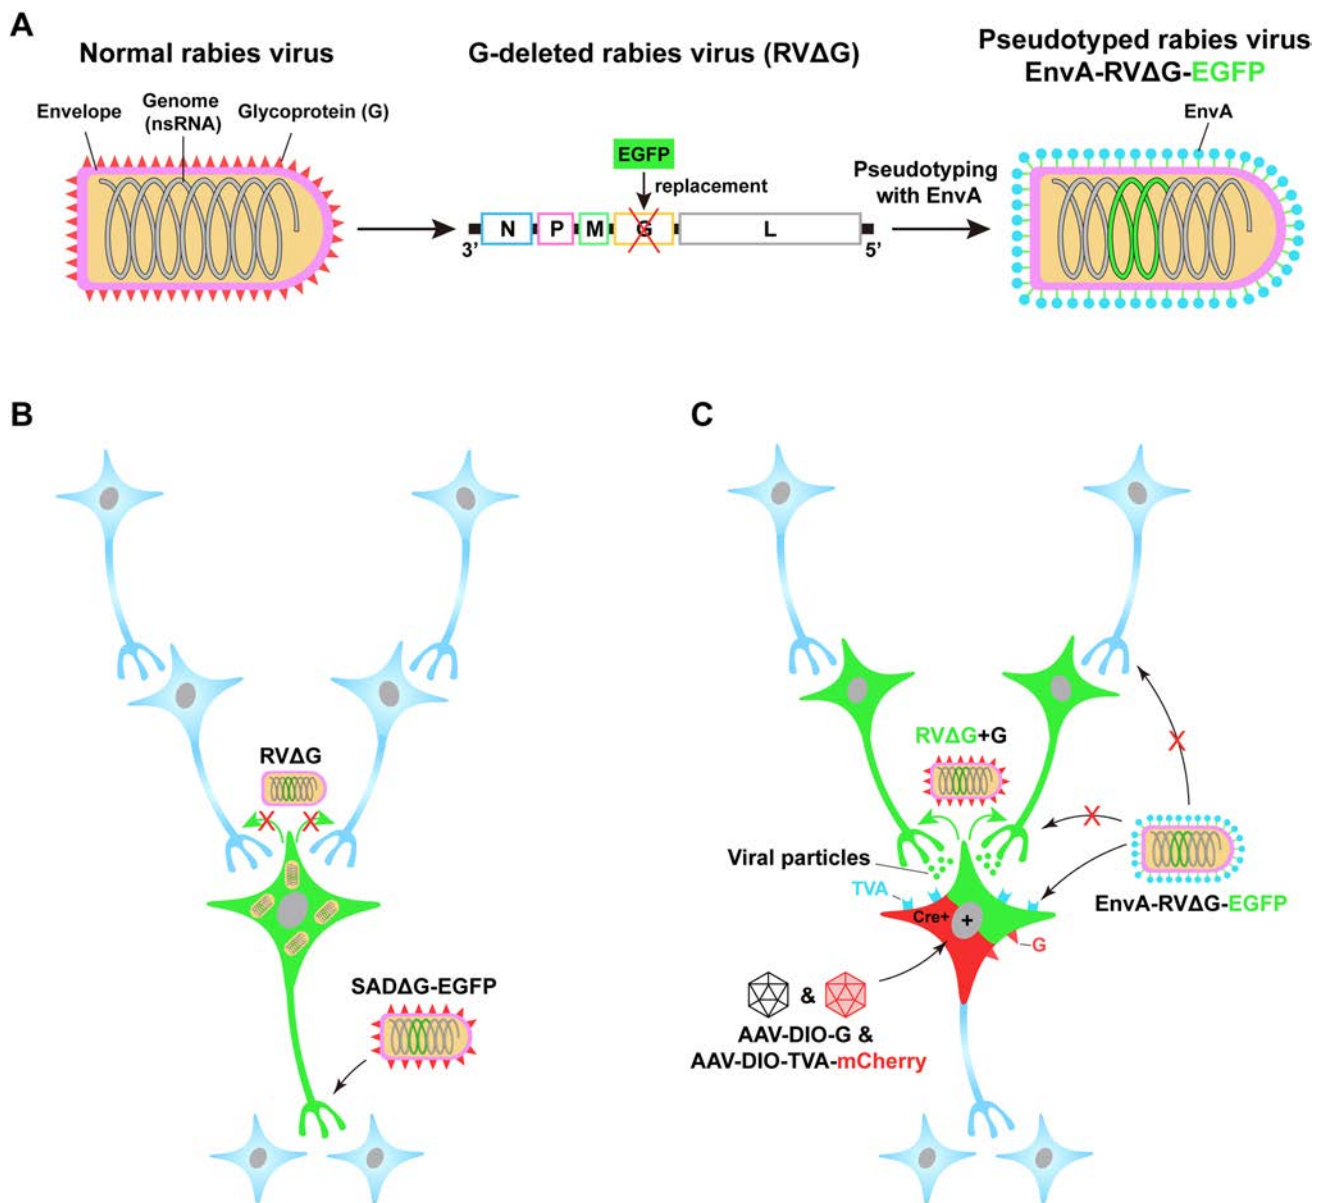 A
Normal rabies virus
Envelope
Genome
(nsRNA)
Glycoprotein (G)
G-deleted rabies virus (RVΔG)
EGFP
replacement
3’
N
P
M
G
L
5’
Pseudotyping
with EnvA
Pseudotyped rabies virus
EnvA-RVΔG-EGFP
EnvA
B
RVΔG
SADΔG-EGFP
C
RVΔG+G
Viral particles
TVA
Cre+
+
G
EnvA-RVΔG-EGFP
&
AAV-DIO-G &
AAV-DIO-TVA-mCherry